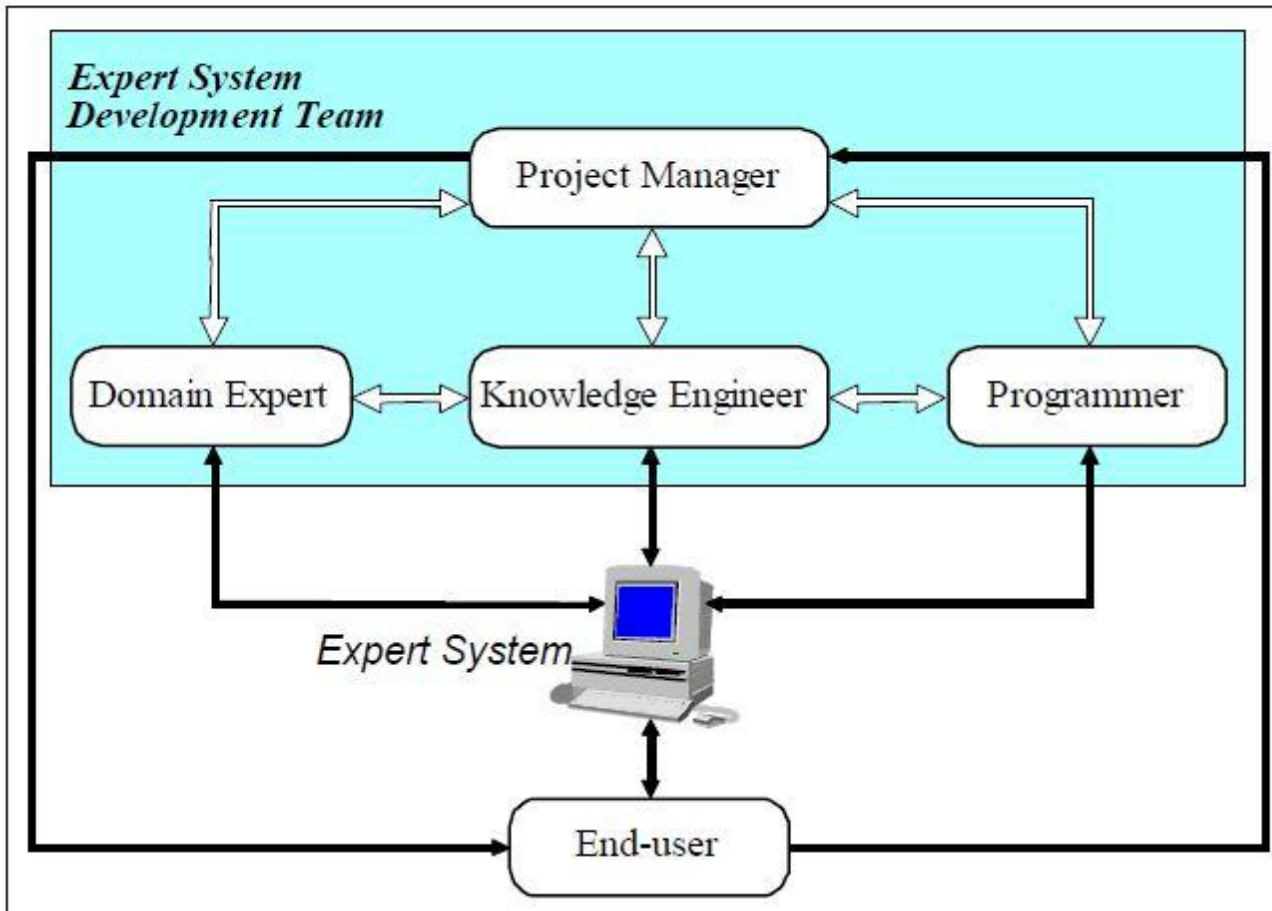 Expert System
Development Team
Project Manager
Domain Expert
Knowledge Engineer
Programmer
Expert System
End-user